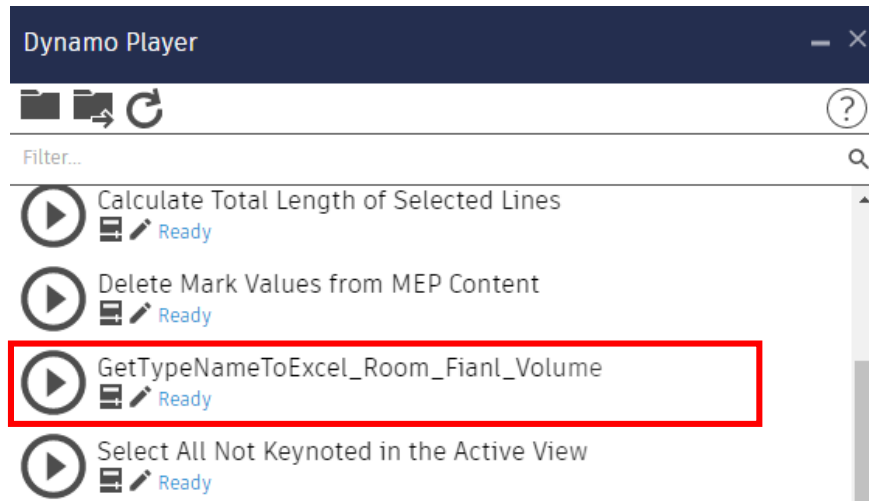 Dynamo Player
?
Filter...
Calculate Total Length of Selected Lines
Ready
Delete Mark Values from MEP Content
Ready
GetTypeNameToExcel_Room_Fianl_Volume
Ready
Select All Not Keynoted in the Active View
Ready